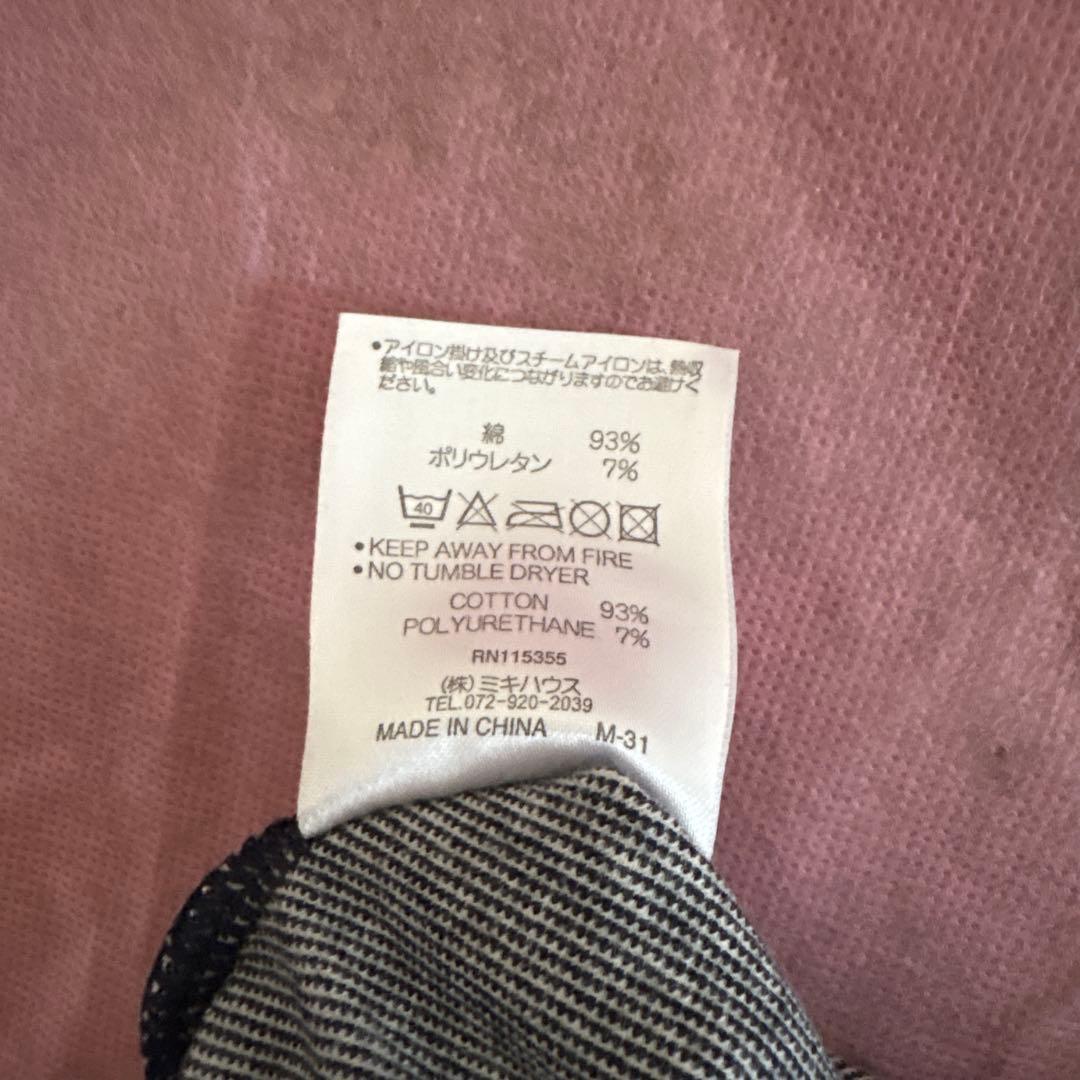 •アイロン掛け及びスチームアイロンは、熱収
縮や風合い変化につながりますのでお避けく
ださい。
綿 93%
ポリウレタン 7%
40
•KEEP AWAY FROM FIRE
•NO TUMBLE DRYER
COTTON 93%
POLYURETHANE 7%
RN115355
(株)ミキハウス
TEL.072-920-2039
MADE IN CHINA M-31